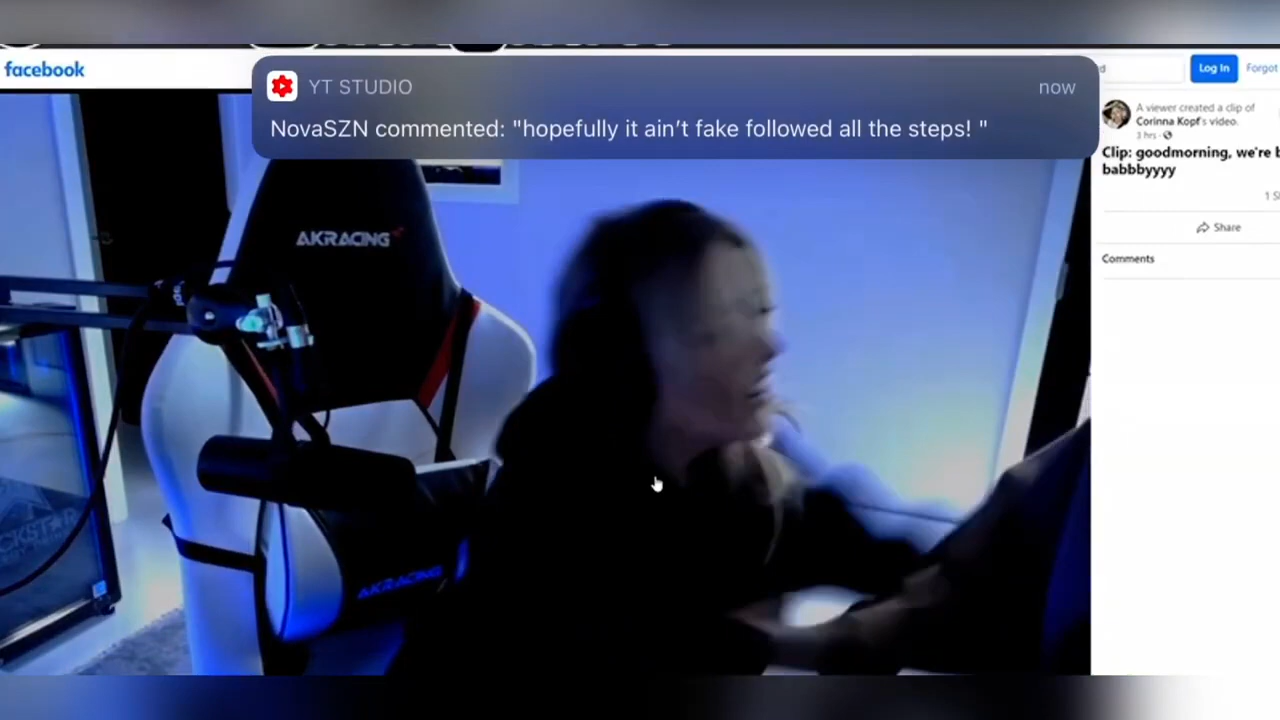 facebook
YT STUDIO
now
NovaSZN commented: "hopefully it ain’t fake followed all the steps! "
Log In
Forgot
A viewer created a clip of
Corinna Kopf's video.
3 hrs ·
Clip: goodmorning, we're b
babbbyyyy
Share
Comments
AKRACING
AKRACING